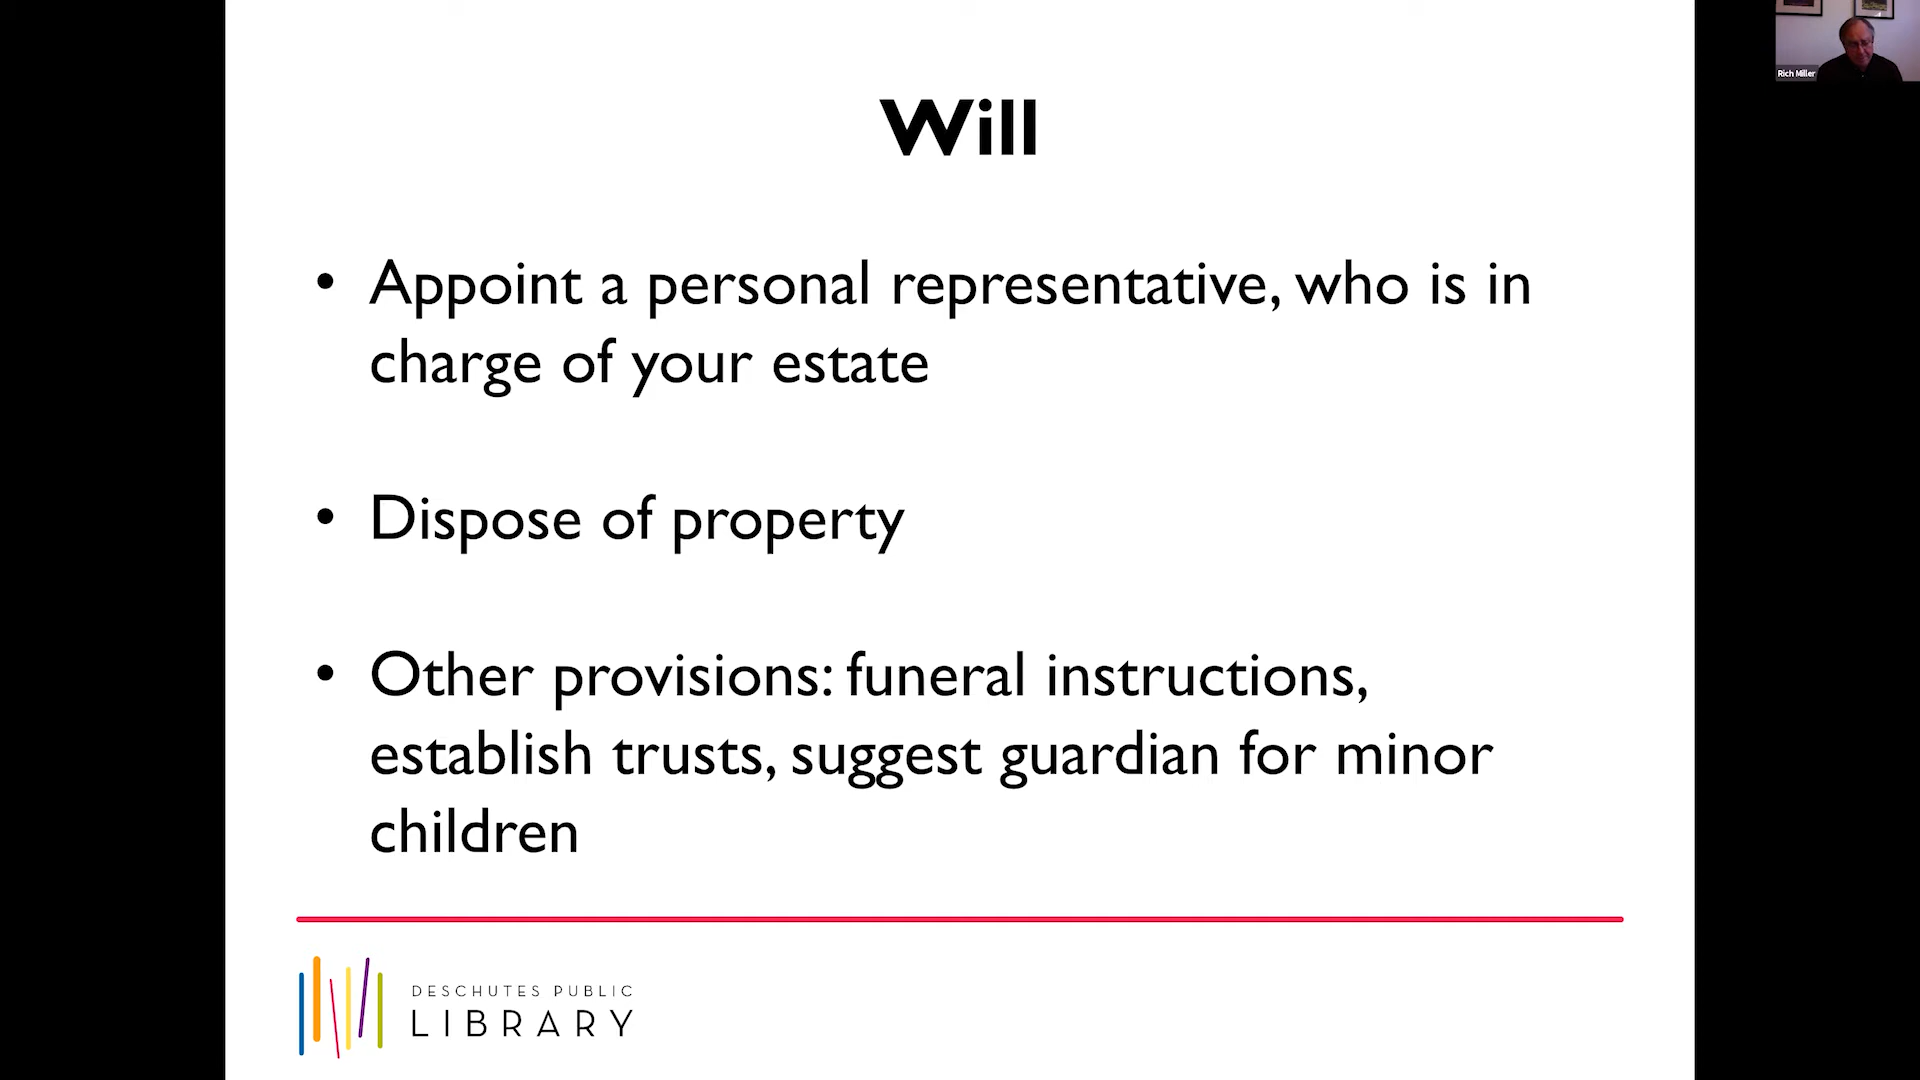 Rich Miller
Will
• Appoint a personal representative, who is in
charge of your estate
• Dispose of property
• Other provisions: funeral instructions,
establish trusts, suggest guardian for minor
children
DESCHUTES PUBLIC
LIBRARY